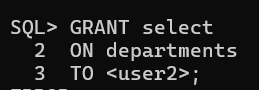 SQL> GRANT select
  2  ON departments
  3  TO <user2>;